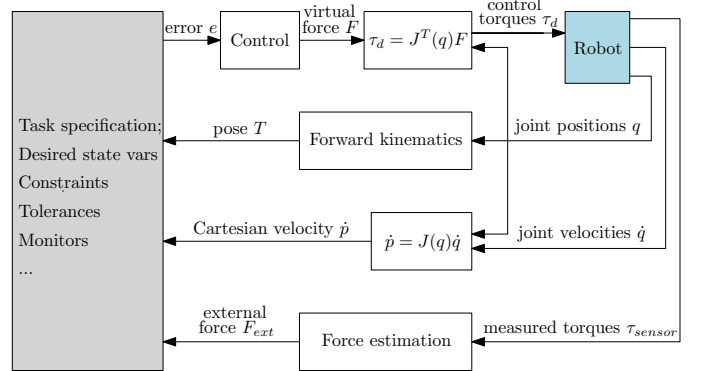 error e
Control
virtual
force F
τ_d = J^T(q)F
control
torques τ_d
Robot
Task specification;
Desired state vars
Constraints
Tolerances
Monitors
...
pose T
Forward kinematics
joint positions q
Cartesian velocity ṗ
ṗ = J(q)q̇
joint velocities q̇
external
force F_ext
Force estimation
measured torques τ_sensor